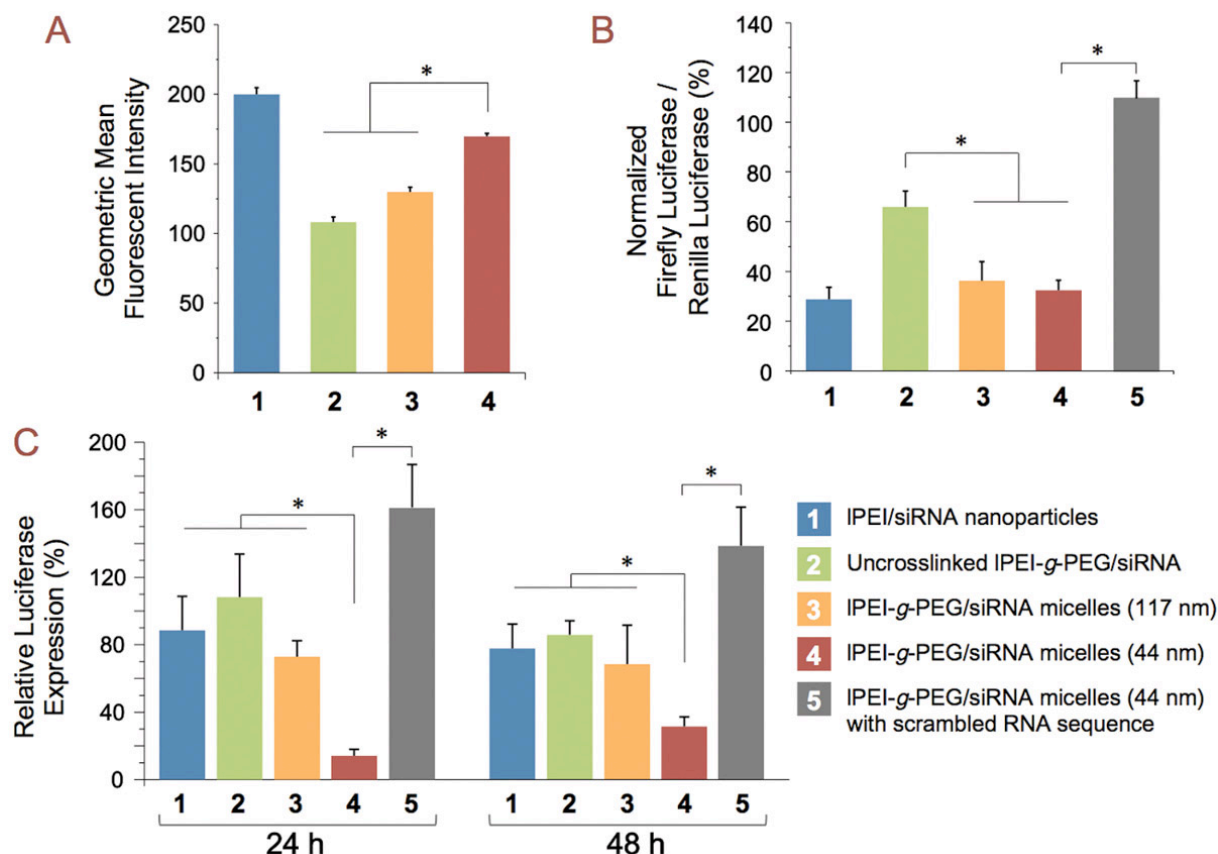 A
Geometric Mean
Fluorescent Intensity
250
200
150
100
50
0
*
1 2 3 4
B
Normalized
Firefly Luciferase /
Renilla Luciferase (%)
140
120
100
80
60
40
20
0
*
*
1 2 3 4 5
C
Relative Luciferase
Expression (%)
200
160
120
80
40
0
*
*
*
*
1 2 3 4 5 1 2 3 4 5
24 h 48 h
1 lPEI/siRNA nanoparticles
2 Uncrosslinked lPEI-g-PEG/siRNA
3 lPEI-g-PEG/siRNA micelles (117 nm)
4 lPEI-g-PEG/siRNA micelles (44 nm)
5 lPEI-g-PEG/siRNA micelles (44 nm)
with scrambled RNA sequence